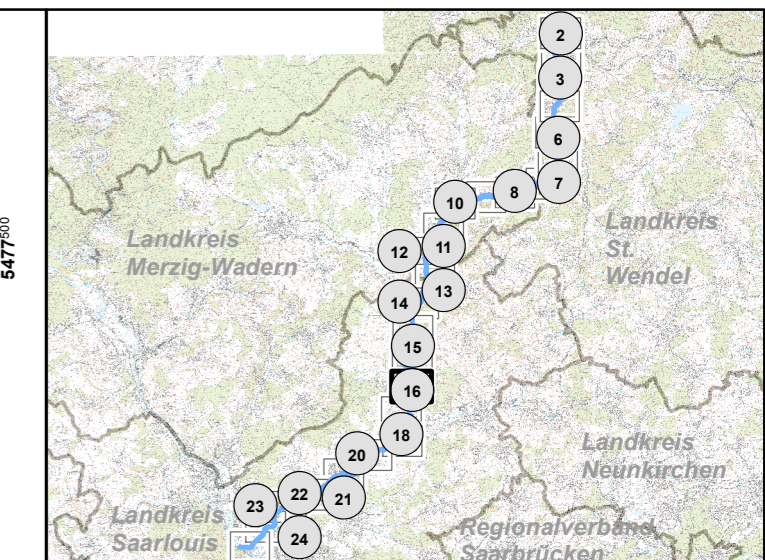 2
3
6
7
8
10
Landkreis
St.
Wendel
Landkreis
Merzig-Wadern
12
11
13
14
15
16
18
20
21
22
23
24
Landkreis
Neunkirchen
Landkreis
Saarlouis
Regionalverband
Saarbrücken
5477500